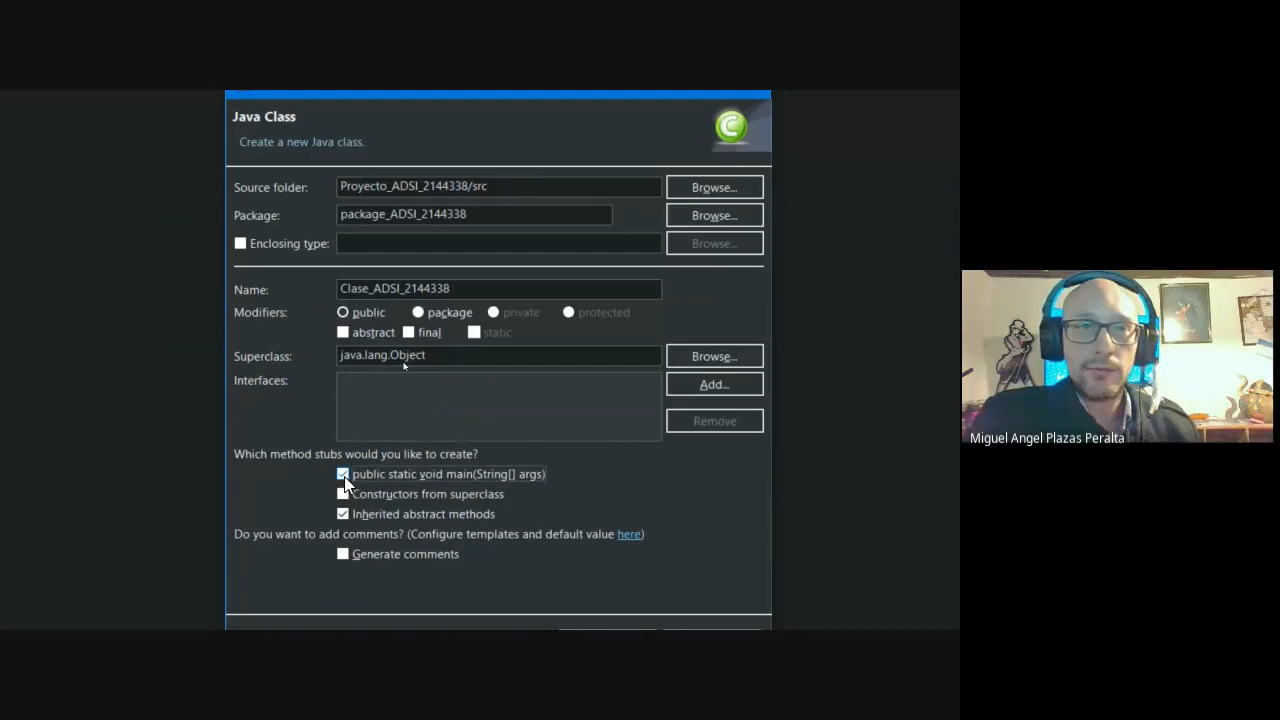 Java Class
Create a new Java class.
Source folder: Proyecto_ADSI_2144338/src Browse...
Package: package_ADSI_2144338 Browse...
Enclosing type: Browse...
Name: Clase_ADSI_2144338
Modifiers: public package private protected
abstract final static
Superclass: java.lang.Object Browse...
Interfaces: Add...
Remove
Which method stubs would you like to create?
public static void main(String[] args)
Constructors from superclass
Inherited abstract methods
Do you want to add comments? (Configure templates and default value here)
Generate comments
Miguel Angel Plazas Peralta